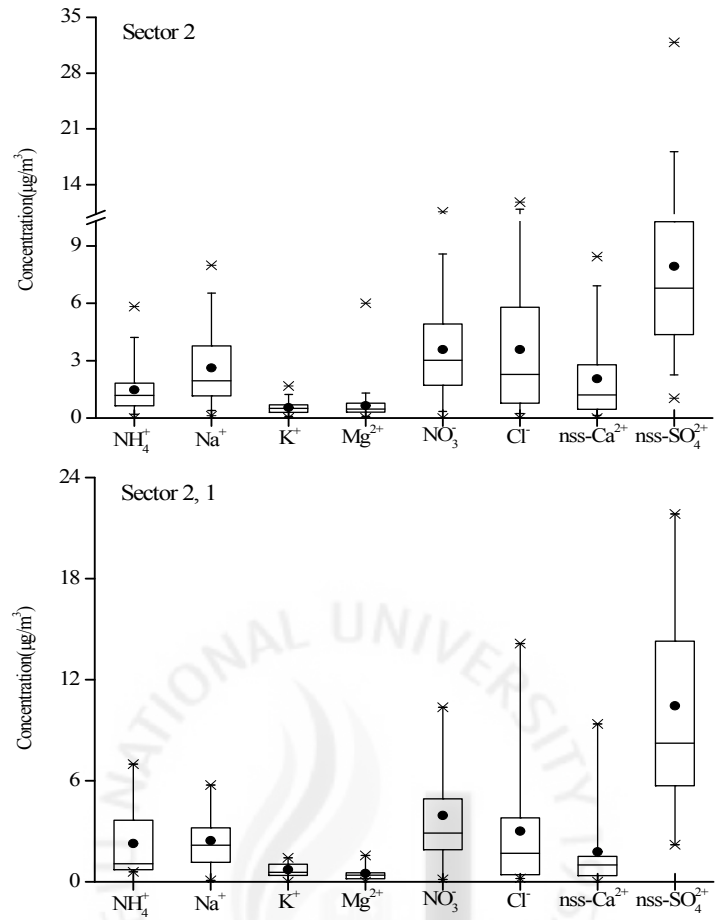 35
Sector 2
28
21
14
9
6
3
0
Concentration(µg/m³)
NH₄⁺ Na⁺ K⁺ Mg²⁺ NO₃⁻ Cl⁻ nss-Ca²⁺ nss-SO₄²⁺
24
Sector 2, 1
18
12
6
0
Concentration(µg/m³)
NH₄⁺ Na⁺ K⁺ Mg²⁺ NO₃⁻ Cl⁻ nss-Ca²⁺ nss-SO₄²⁺
NATIONAL UNIVERSITY